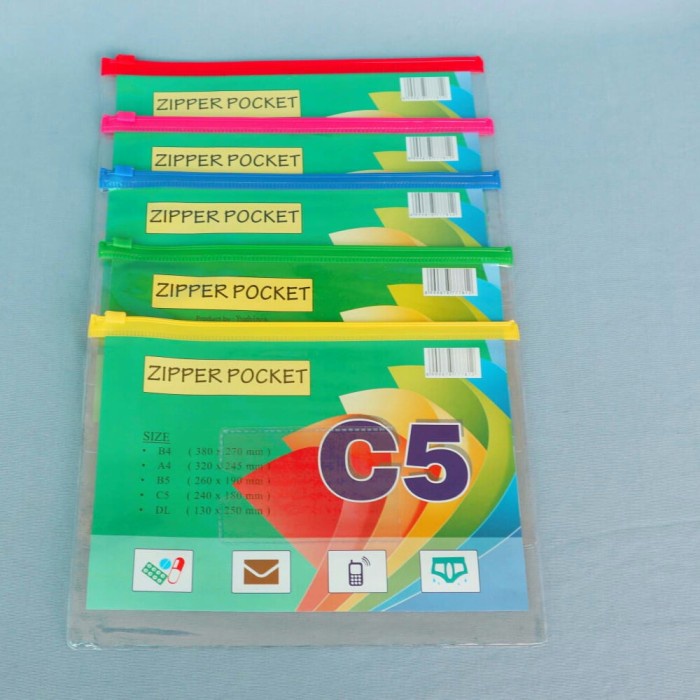 ZIPPER POCKET
ZIPPER POCKET
ZIPPER POCKET
ZIPPER POCKET
ZIPPER POCKET
C5
SIZE
• B4 ( 380 x 270 mm )
• A4 ( 320 x 245 mm )
• B5 ( 260 x 190 mm )
• C5 ( 240 x 180 mm )
• DL ( 130 x 250 mm )